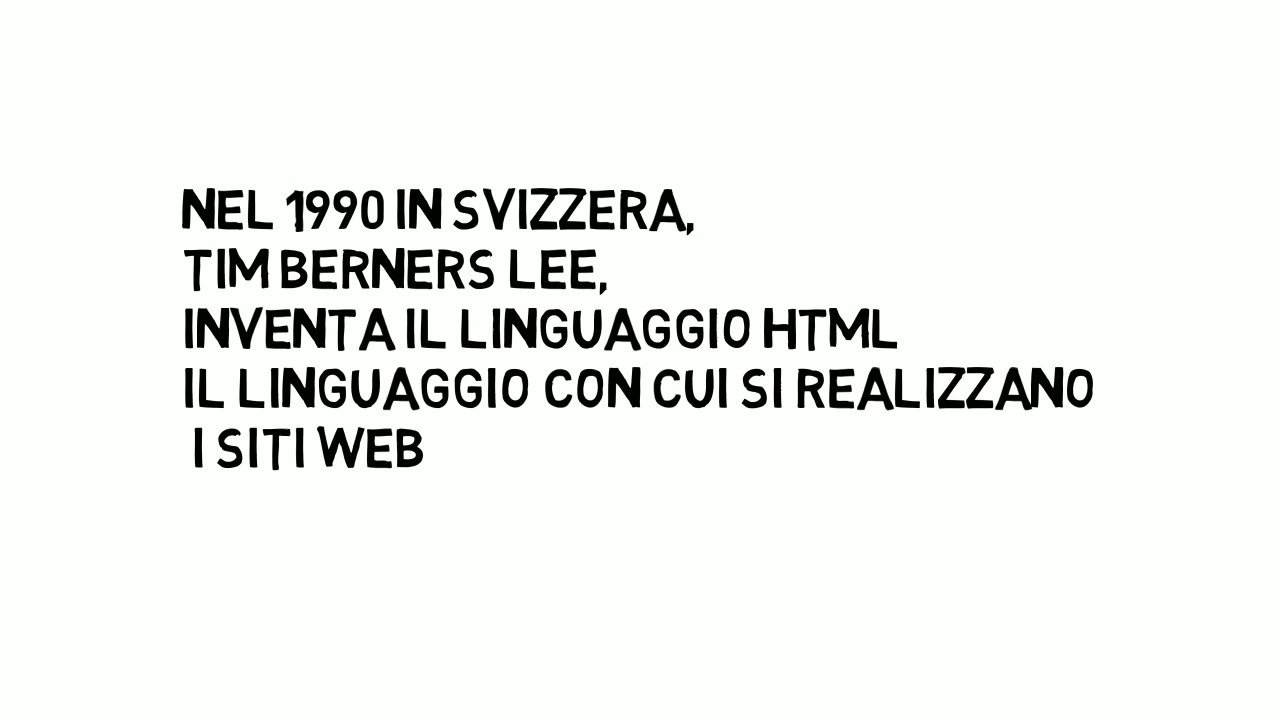 NEL 1990 IN SVIZZERA,
TIM BERNERS LEE,
INVENTA IL LINGUAGGIO HTML
IL LINGUAGGIO CON CUI SI REALIZZANO
I SITI WEB